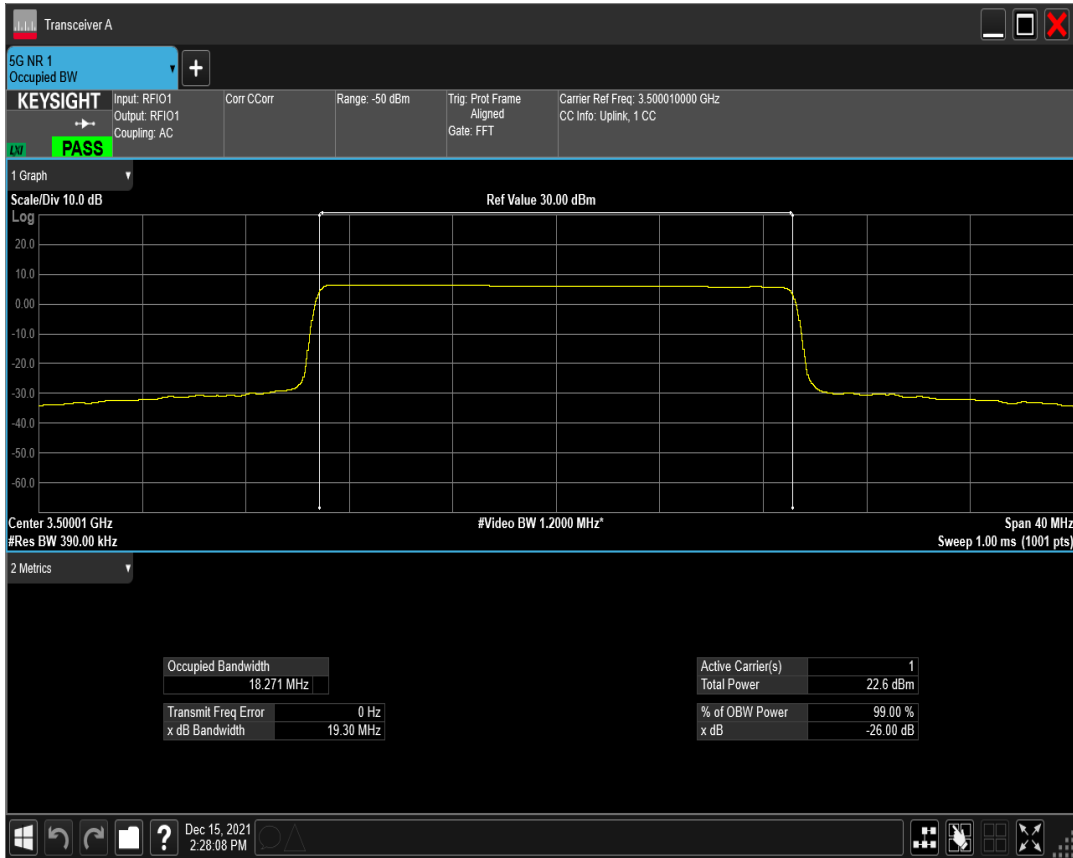 Transceiver A
5G NR 1
Occupied BW
+
KEYSIGHT
LXI
PASS
Input: RFIO1
Output: RFIO1
Coupling: AC
Corr CCorr
Range: -50 dBm
Trig: Prot Frame
Aligned
Gate: FFT
Carrier Ref Freq: 3.500010000 GHz
CC Info: Uplink, 1 CC
1 Graph
Scale/Div 10.0 dB
Ref Value 30.00 dBm
Log
20.0
10.0
0.00
-10.0
-20.0
-30.0
-40.0
-50.0
-60.0
Center 3.50001 GHz
#Video BW 1.2000 MHz*
Span 40 MHz
#Res BW 390.00 kHz
Sweep 1.00 ms (1001 pts)
2 Metrics
Occupied Bandwidth
18.271 MHz
Transmit Freq Error 0 Hz
x dB Bandwidth 19.30 MHz
Active Carrier(s) 1
Total Power 22.6 dBm
% of OBW Power 99.00 %
x dB -26.00 dB
?
Dec 15, 2021
2:28:08 PM